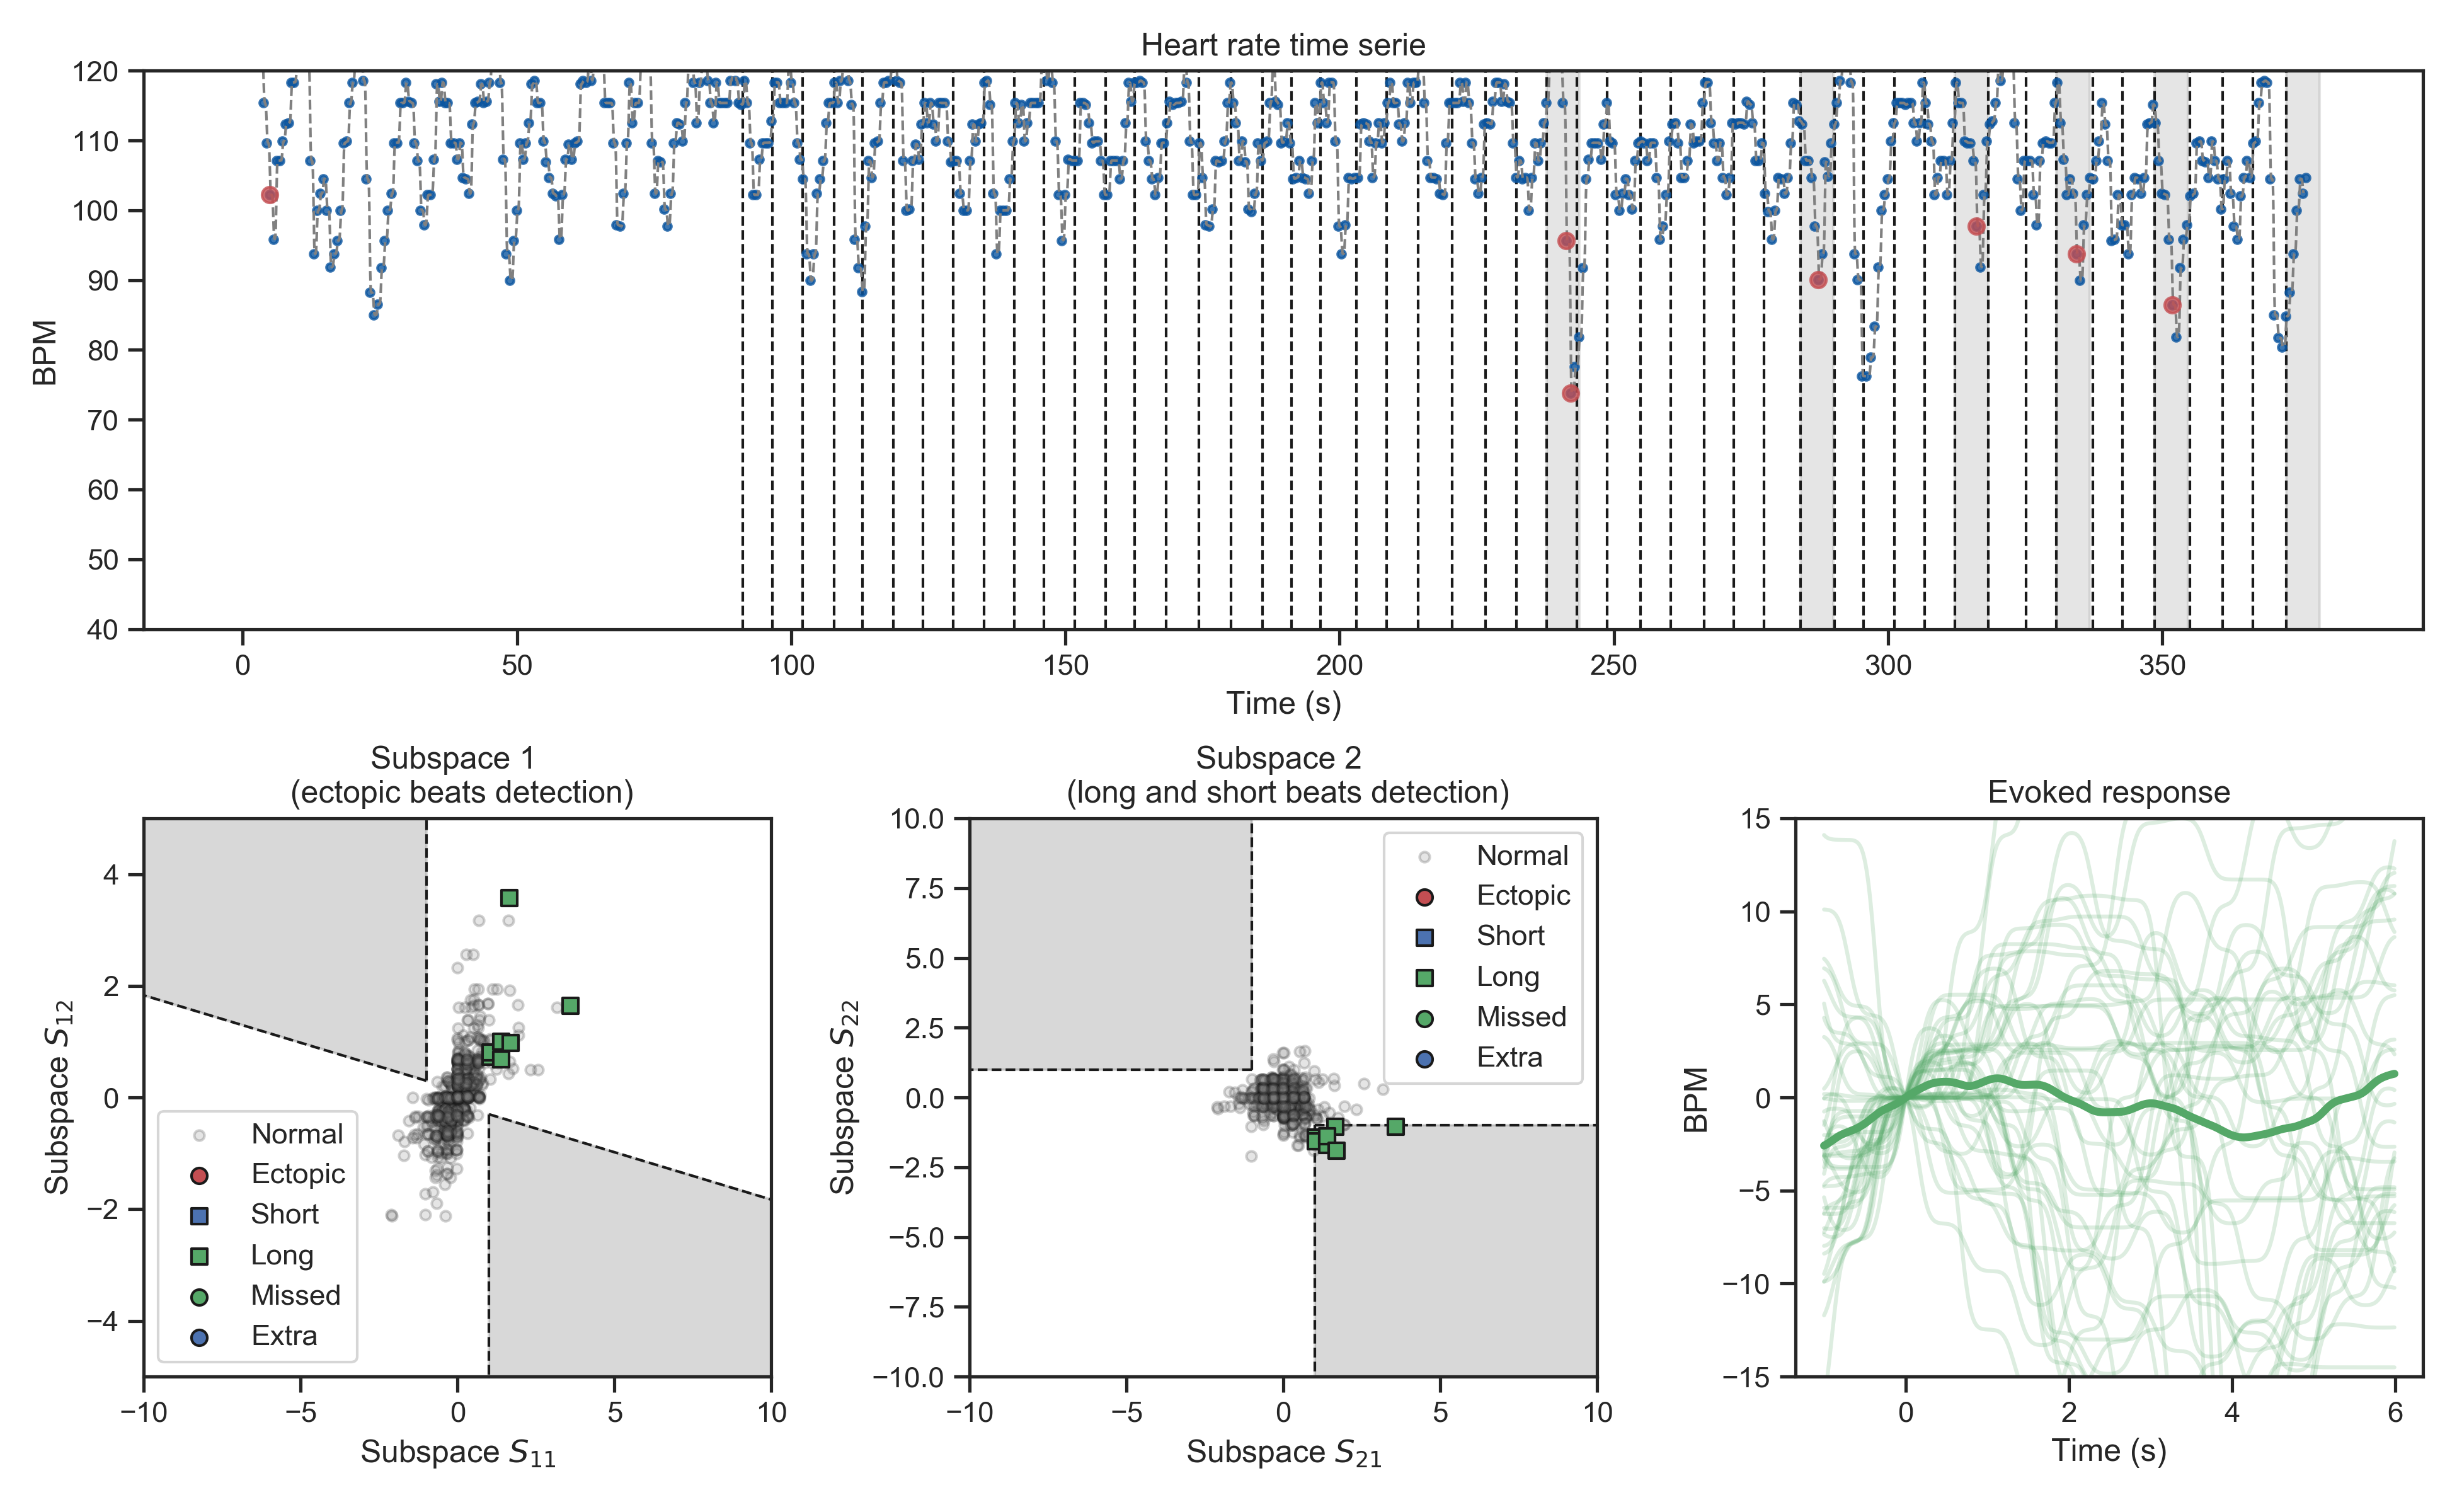 Heart rate time serie
BPM
120
110
100
90
80
70
60
50
40
0 50 100 150 200 250 300 350
Time (s)
Subspace 1
(ectopic beats detection)
Subspace S12
4
2
0
−2
−4
Normal
Ectopic
Short
Long
Missed
Extra
−10 −5 0 5 10
Subspace S11
Subspace 2
(long and short beats detection)
Subspace S22
10.0
7.5
5.0
2.5
0.0
−2.5
−5.0
−7.5
−10.0
Normal
Ectopic
Short
Long
Missed
Extra
−10 −5 0 5 10
Subspace S21
Evoked response
BPM
15
10
5
0
−5
−10
−15
0 2 4 6
Time (s)